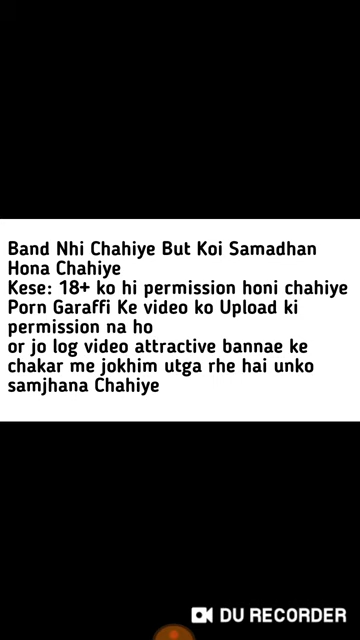 Band Nhi Chahiye But Koi Samadhan
Hona Chahiye
Kese: 18+ ko hi permission honi chahiye
Porn Garaffi Ke video ko Upload ki
permission na ho
or jo log video attractive bannae ke
chakar me jokhim utga rhe hai unko
samjhana Chahiye
DU RECORDER